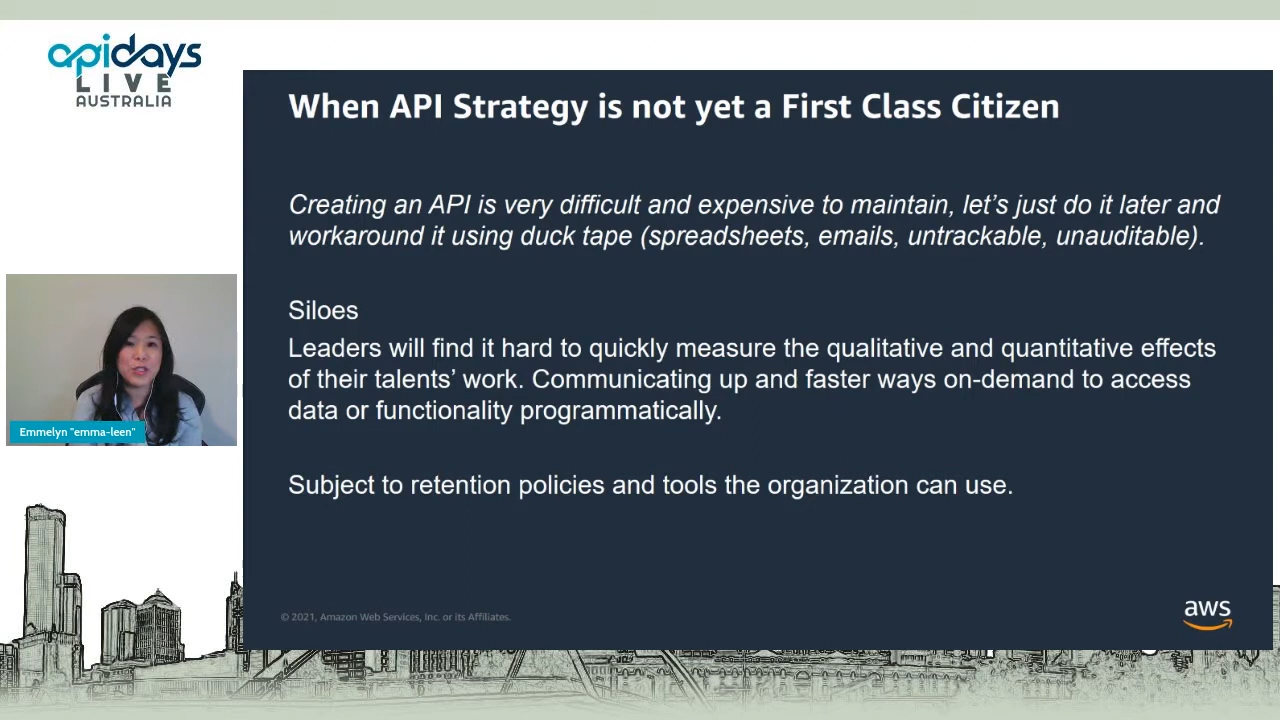 apidays
LIVE
AUSTRALIA
When API Strategy is not yet a First Class Citizen
Creating an API is very difficult and expensive to maintain, let’s just do it later and
workaround it using duck tape (spreadsheets, emails, untrackable, unauditable).
Siloes
Leaders will find it hard to quickly measure the qualitative and quantitative effects
of their talents’ work. Communicating up and faster ways on-demand to access
data or functionality programmatically.
Subject to retention policies and tools the organization can use.
Emmelyn "emma-leen"
© 2021, Amazon Web Services, Inc. or its Affiliates.
aws